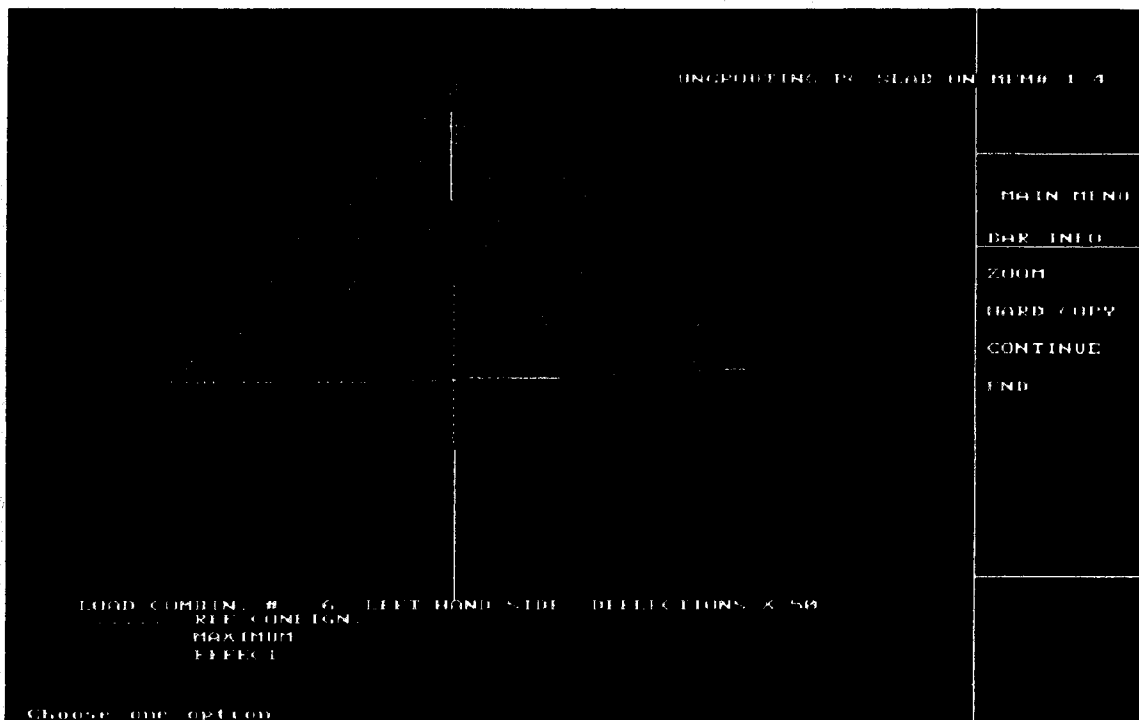 UNGROUTING PC SLAB ON MEM# 1 4
MAIN MENU
BAR INFO
ZOOM
HARD COPY
CONTINUE
END
LOAD COMBIN. # 6 LEFT HAND SIDE DEFLECTIONS X 50
REF CONFIGN.
MAXIMUM
EFFECT
Choose one option